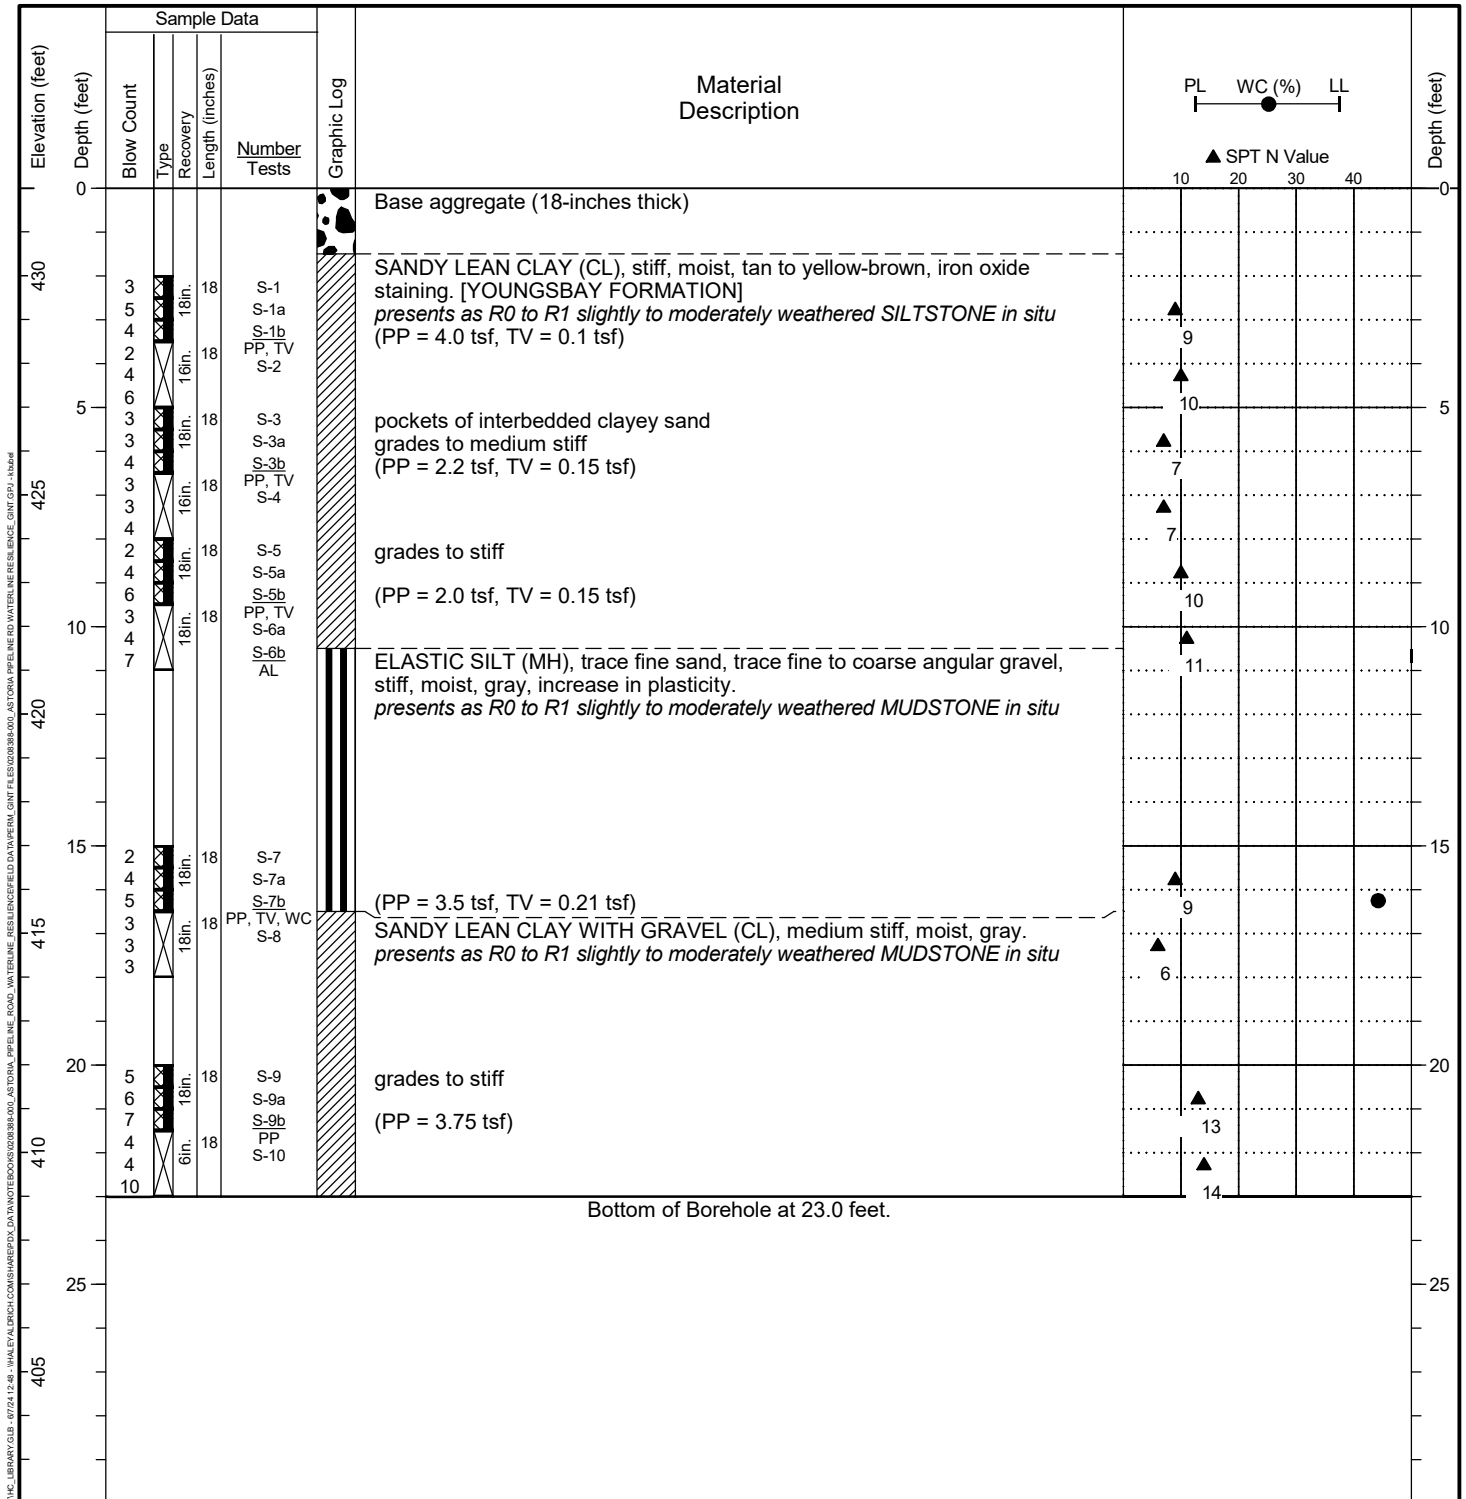 Sample Data
Elevation (feet)
Depth (feet)
Blow Count
Type
Recovery
Length (inches)
Number
Tests
Graphic Log
Material
Description
PL WC (%) LL
SPT N Value
10 20 30 40
Depth (feet)
0 0
Base aggregate (18-inches thick)
SANDY LEAN CLAY (CL), stiff, moist, tan to yellow-brown, iron oxide
430
3 18in. 18 S-1
staining. [YOUNGSBAY FORMATION]
5 S-1a
presents as R0 to R1 slightly to moderately weathered SILTSTONE in situ
4 S-1b
(PP = 4.0 tsf, TV = 0.1 tsf)
9
PP, TV
2 16in. 18
4 S-2
6
10
5 5
3 18in. 18 S-3
pockets of interbedded clayey sand
3 S-3a
grades to medium stiff
4 S-3b
(PP = 2.2 tsf, TV = 0.15 tsf)
7
PP, TV
3 16in. 18
425
S-4
3
4
7
2 18in. 18 S-5
grades to stiff
4 S-5a
6 S-5b
(PP = 2.0 tsf, TV = 0.15 tsf)
10
PP, TV
3 18in. 18
10 10
4 S-6a
7 S-6b
ELASTIC SILT (MH), trace fine sand, trace fine to coarse angular gravel,
11
AL
stiff, moist, gray, increase in plasticity.
presents as R0 to R1 slightly to moderately weathered MUDSTONE in situ
420
15 15
2 18in. 18 S-7
4 S-7a
5 S-7b
(PP = 3.5 tsf, TV = 0.21 tsf)
9
PP, TV, WC
3 18in. 18
415
3 S-8
SANDY LEAN CLAY WITH GRAVEL (CL), medium stiff, moist, gray.
presents as R0 to R1 slightly to moderately weathered MUDSTONE in situ
3
6
20 20
5 18in. 18 S-9
grades to stiff
6 S-9a
7 S-9b
(PP = 3.75 tsf)
13
PP
4 6in. 18
410
4 S-10
10
14
Bottom of Borehole at 23.0 feet.
25 25
405